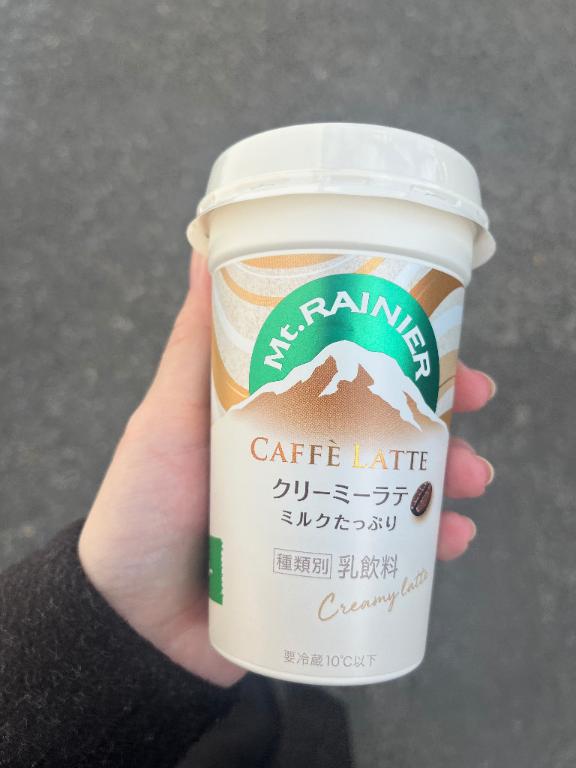 Mt. RAINIER
CAFFÈ LATTE
クリーミーラテ
ミルクたっぷり
種類別 乳飲料
Creamy latte
要冷蔵10℃以下